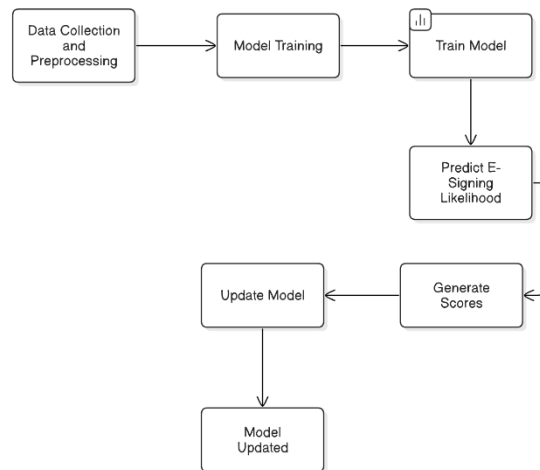 Data Collection
and
Preprocessing
Model Training
Train Model
Predict E-
Signing
Likelihood
Generate
Scores
Update Model
Model
Updated